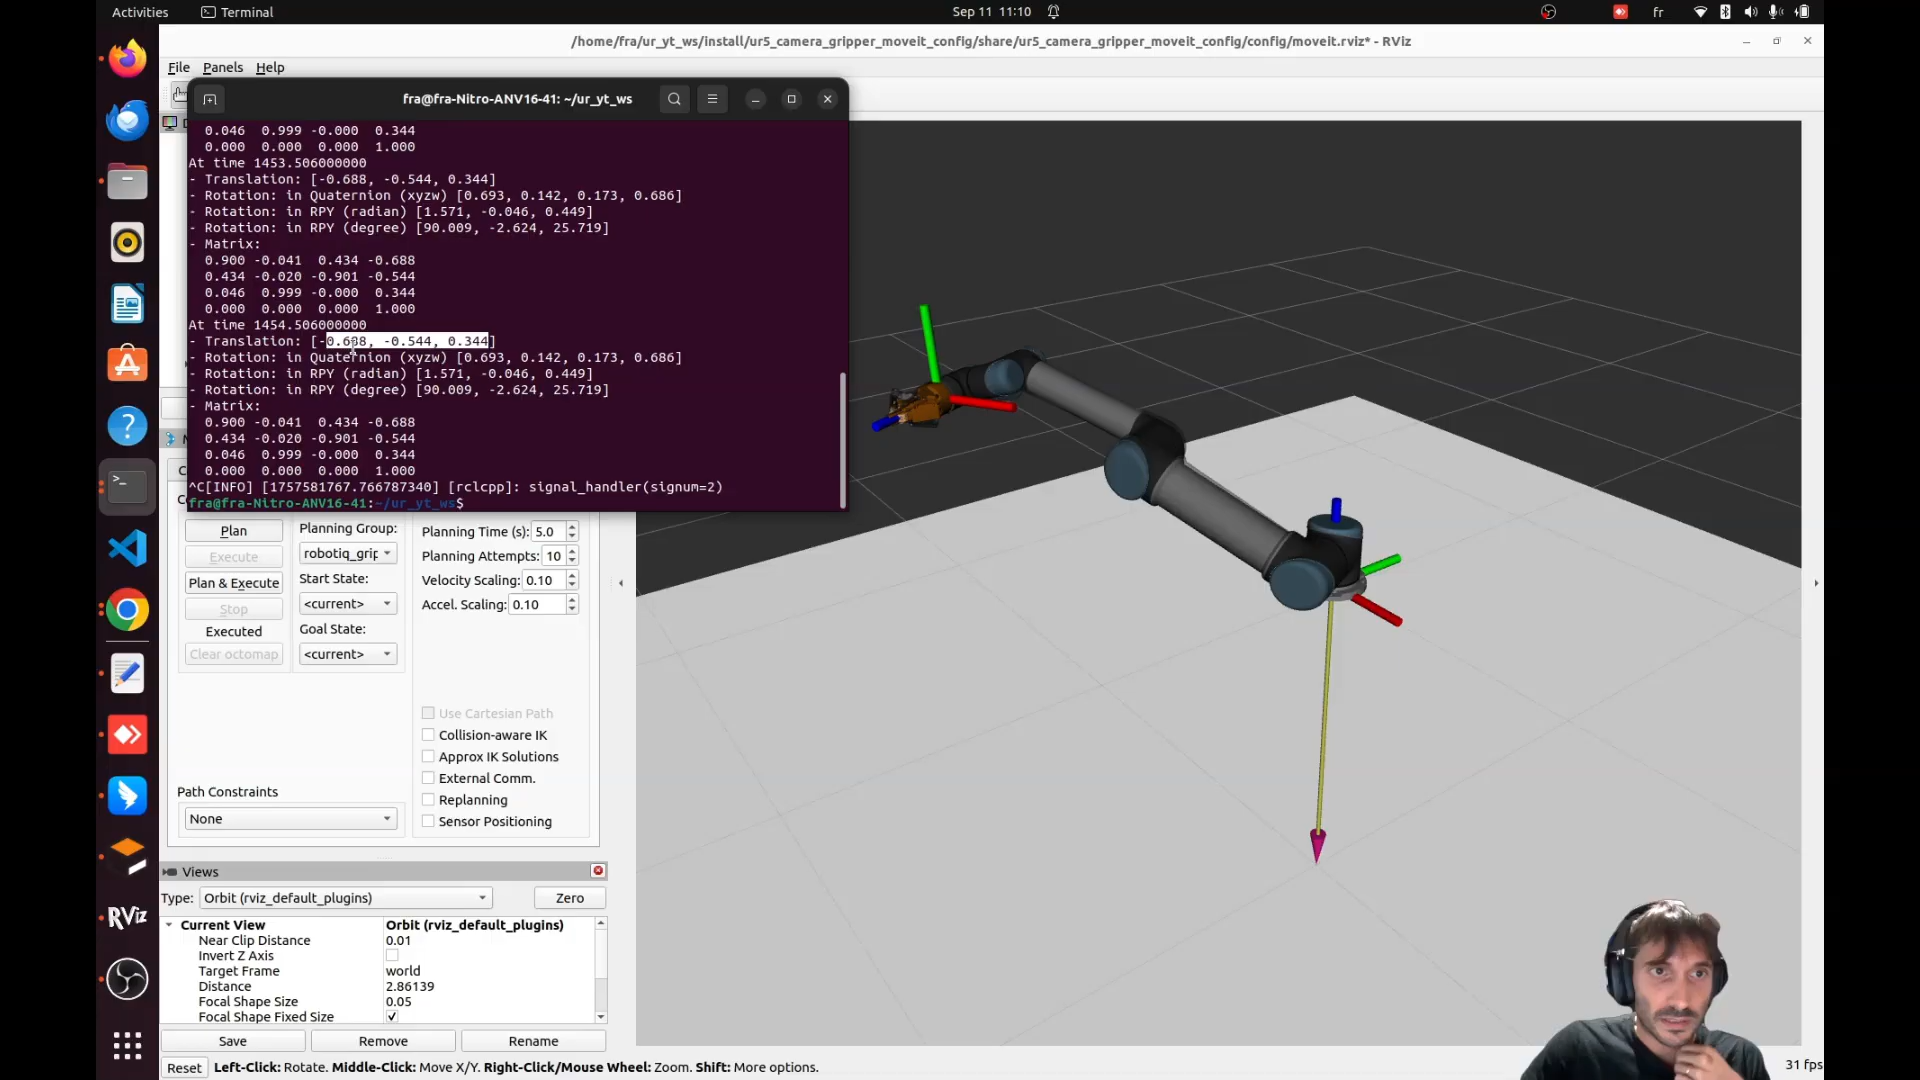 Activities
Terminal
Sep 11 11:10
fr
/home/fra/ur_yt_ws/install/ur5_camera_gripper_moveit_config/share/ur5_camera_gripper_moveit_config/config/moveit.rviz* - RViz
File Panels Help
fra@fra-Nitro-ANV16-41: ~/ur_yt_ws
0.046 0.999 -0.000 0.344
0.000 0.000 0.000 1.000
At time 1453.506000000
- Translation: [-0.688, -0.544, 0.344]
- Rotation: in Quaternion (xyzw) [0.693, 0.142, 0.173, 0.686]
- Rotation: in RPY (radian) [1.571, -0.046, 0.449]
- Rotation: in RPY (degree) [90.009, -2.624, 25.719]
- Matrix:
0.900 -0.041 0.434 -0.688
0.434 -0.020 -0.901 -0.544
0.046 0.999 -0.000 0.344
0.000 0.000 0.000 1.000
At time 1454.506000000
- Translation: [-0.688, -0.544, 0.344]
- Rotation: in Quaternion (xyzw) [0.693, 0.142, 0.173, 0.686]
- Rotation: in RPY (radian) [1.571, -0.046, 0.449]
- Rotation: in RPY (degree) [90.009, -2.624, 25.719]
- Matrix:
0.900 -0.041 0.434 -0.688
0.434 -0.020 -0.901 -0.544
0.046 0.999 -0.000 0.344
0.000 0.000 0.000 1.000
^C[INFO] [1757581767.766787340] [rclcpp]: signal_handler(signum=2)
fra@fra-Nitro-ANV16-41:~/ur_yt_ws$
Plan
Execute
Plan & Execute
Stop
Executed
Clear octomap
Planning Group:
robotiq_grip
Start State:
<current>
Goal State:
<current>
Planning Time (s): 5.0
Planning Attempts: 10
Velocity Scaling: 0.10
Accel. Scaling: 0.10
Use Cartesian Path
Collision-aware IK
Approx IK Solutions
External Comm.
Replanning
Sensor Positioning
Path Constraints
None
Views
Type: Orbit (rviz_default_plugins)
Zero
Current View Orbit (rviz_default_plugins)
Near Clip Distance 0.01
Invert Z Axis
Target Frame world
Distance 2.86139
Focal Shape Size 0.05
Focal Shape Fixed Size
Save Remove Rename
Reset
Left-Click: Rotate. Middle-Click: Move X/Y. Right-Click/Mouse Wheel: Zoom. Shift: More options.
31 fps
RViz